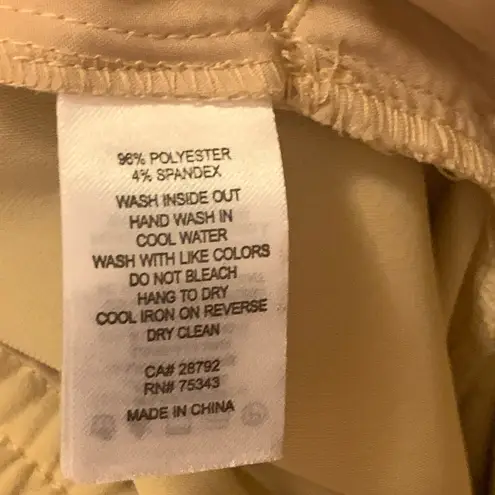 96% POLYESTER
4% SPANDEX
WASH INSIDE OUT
HAND WASH IN
COOL WATER
WASH WITH LIKE COLORS
DO NOT BLEACH
HANG TO DRY
COOL IRON ON REVERSE
DRY CLEAN
CA# 28792
RN# 75343
MADE IN CHINA